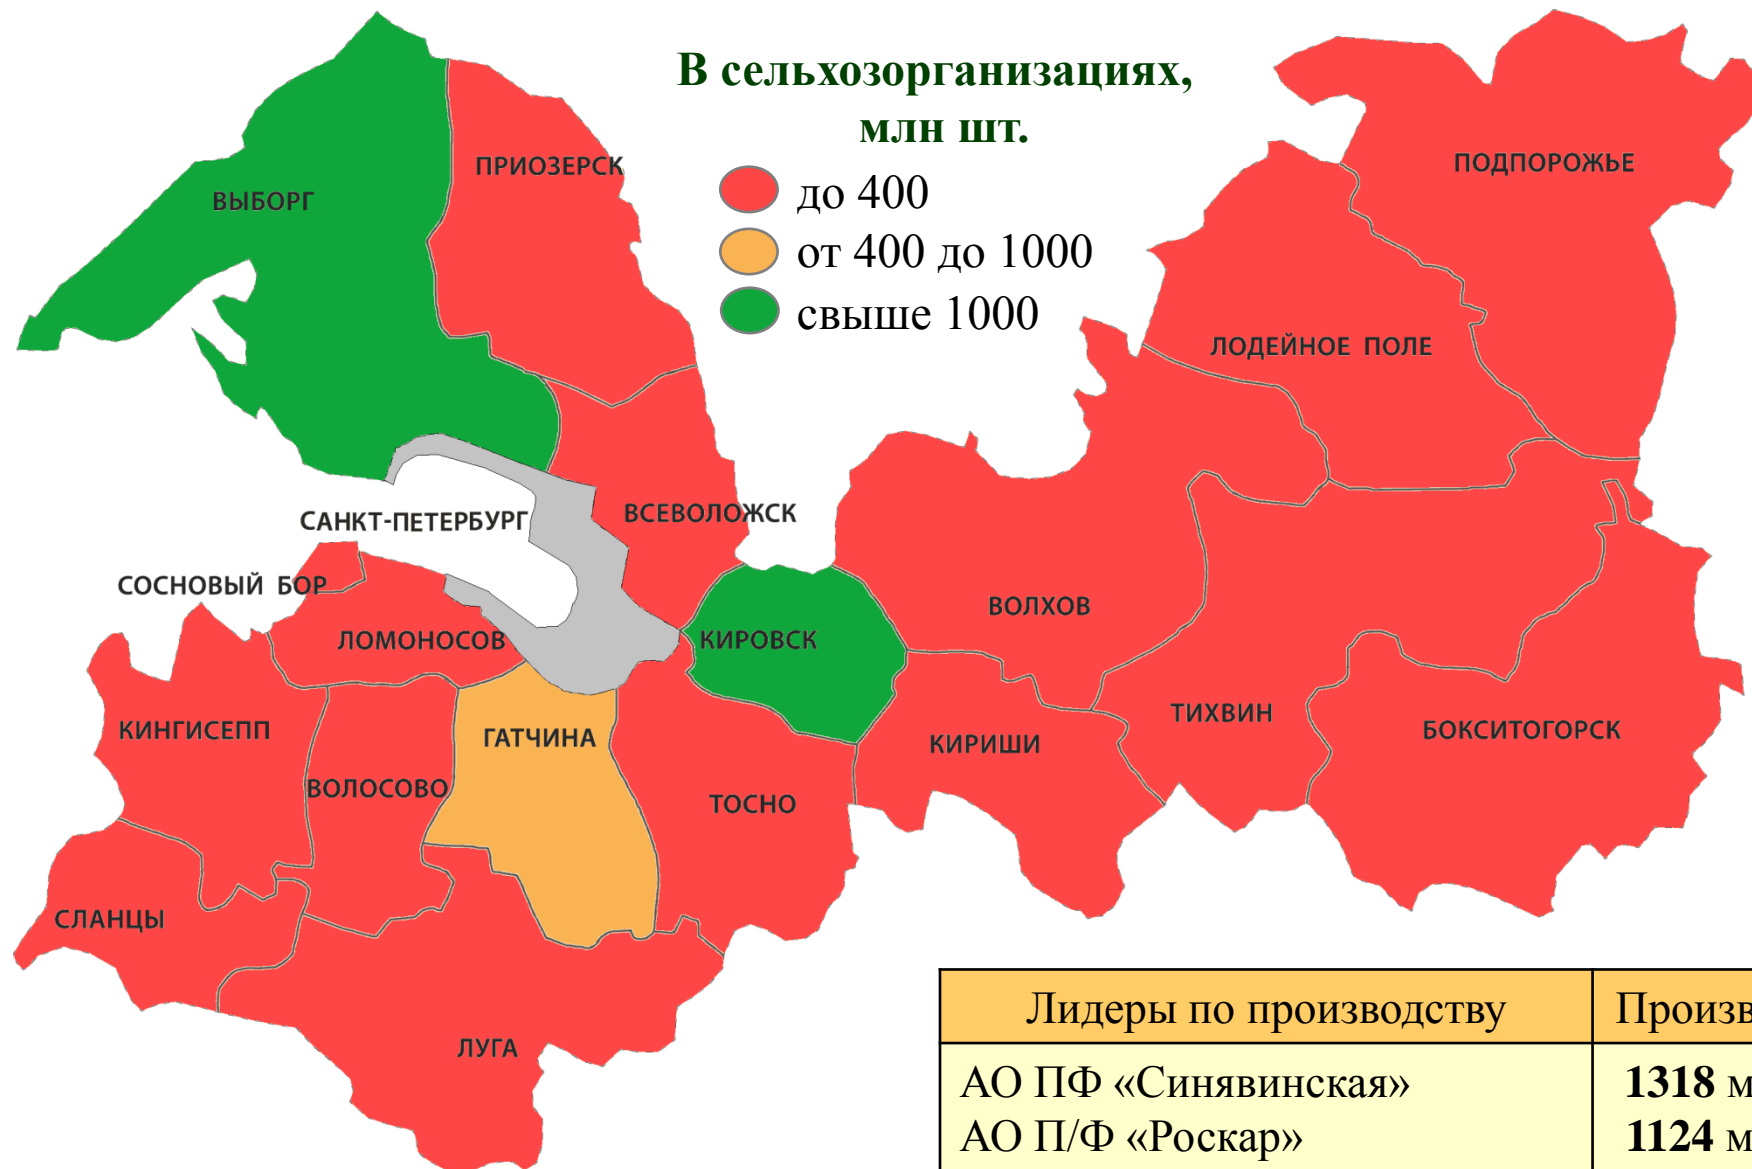 В сельхозорганизациях,
млн шт.
до 400
от 400 до 1000
свыше 1000
ПРИОЗЕРСК
ПОДПОРОЖЬЕ
ВЫБОРГ
ЛОДЕЙНОЕ ПОЛЕ
САНКТ-ПЕТЕРБУРГ
ВСЕВОЛОЖСК
СОСНОВЫЙ БОР
ВОЛХОВ
ЛОМОНОСОВ
КИРОВСК
КИНГИСЕПП
ГАТЧИНА
КИРИШИ
ТИХВИН
БОКСИТОГОРСК
ВОЛОСОВО
ТОСНО
СЛАНЦЫ
ЛУГА
Лидеры по производству
Произв
АО ПФ «Синявинская»
1318 м
АО П/Ф «Роскар»
1124 м